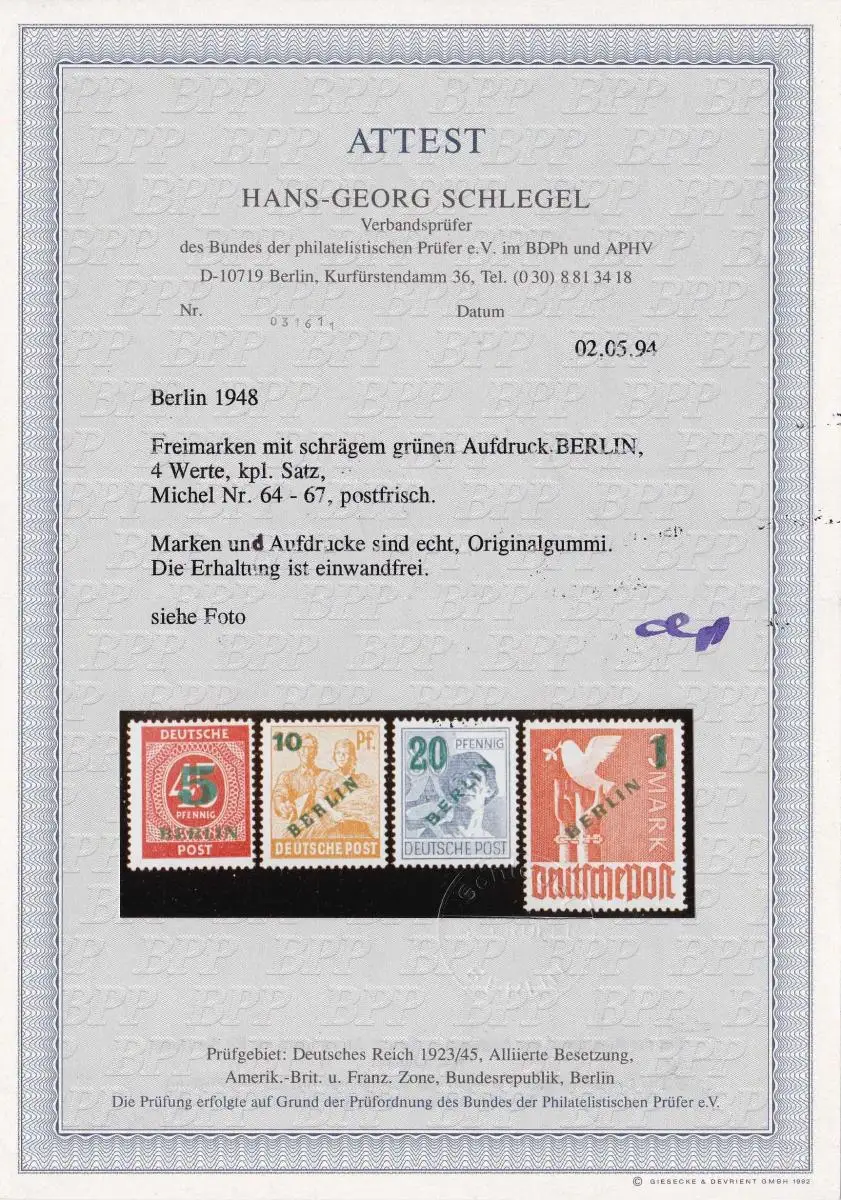 ATTEST
HANS-GEORG SCHLEGEL
Verbandsprüfer
des Bundes der philatelistischen Prüfer e.V. im BDPh und APHV
D-10719 Berlin, Kurfürstendamm 36, Tel. (030) 8 81 34 18
Nr. 031611 Datum
02.05.94
Berlin 1948
Freimarken mit schrägem grünen Aufdruck BERLIN,
4 Werte, kpl. Satz,
Michel Nr. 64 - 67, postfrisch.
Marken und Aufdrucke sind echt, Originalgummi.
Die Erhaltung ist einwandfrei.
siehe Foto
DEUTSCHE
5
PFENNIG
BERLIN
POST
10 Pf.
BERLIN
DEUTSCHE POST
20 PFENNIG
BERLIN
DEUTSCHE POST
1
MARK
BERLIN
Deutsche Post
Prüfgebiet: Deutsches Reich 1923/45, Alliierte Besetzung,
Amerik.-Brit. u. Franz. Zone, Bundesrepublik, Berlin
Die Prüfung erfolgte auf Grund der Prüfordnung des Bundes der Philatelistischen Prüfer e.V.
© GIESECKE & DEVRIENT GMBH 1992